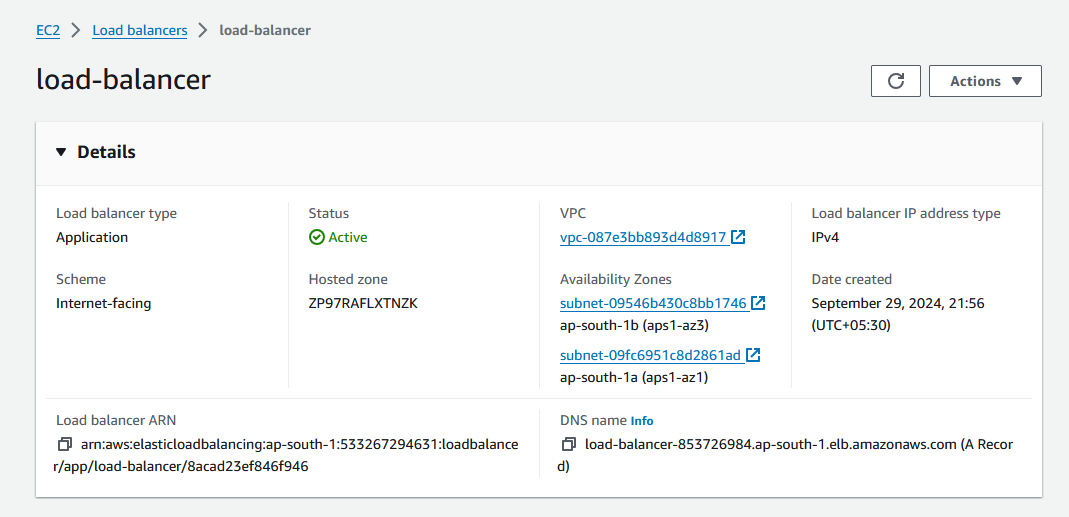 EC2 > Load balancers > load-balancer
load-balancer
Actions
Details
Load balancer type
Application
Status
Active
VPC
vpc-087e3bb893d4d8917
Load balancer IP address type
IPv4
Scheme
Internet-facing
Hosted zone
ZP97RAFLXTNZK
Availability Zones
subnet-09546b430c8bb1746
ap-south-1b (aps1-az3)
subnet-09fc6951c8d2861ad
ap-south-1a (aps1-az1)
Date created
September 29, 2024, 21:56
(UTC+05:30)
Load balancer ARN
arn:aws:elasticloadbalancing:ap-south-1:533267294631:loadbalance
r/app/load-balancer/8acad23ef846f946
DNS name Info
load-balancer-853726984.ap-south-1.elb.amazonaws.com (A Recor
d)